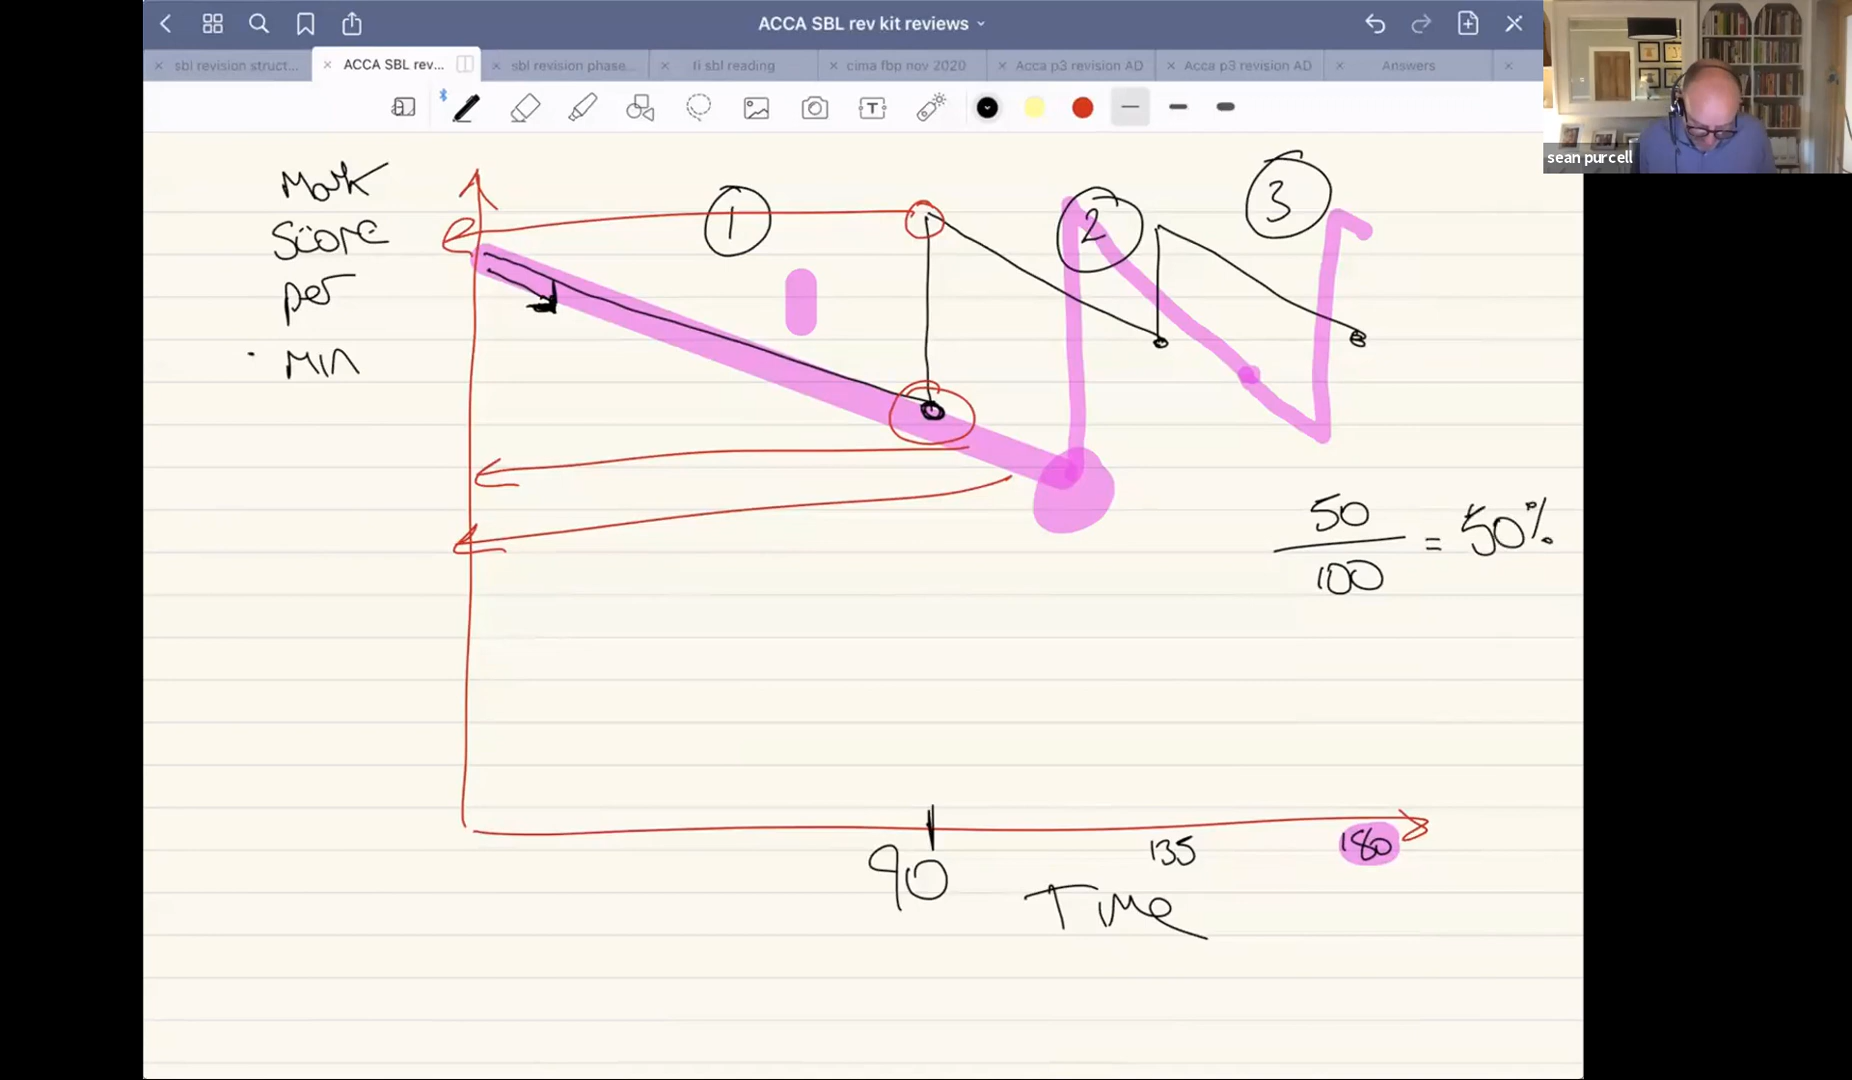 ACCA SBL rev kit reviews
sbl revision struct...
ACCA SBL rev...
sbl revision phase...
fi sbl reading
cima fbp nov 2020
Acca p3 revision AD
Acca p3 revision AD
Answers
T
sean purcell
Mark
Score
per
Min
1
2
3
50
100
= 50%
90
135
180
Time